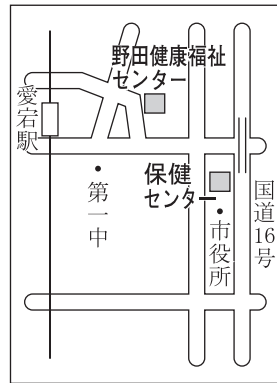 野田健康福祉
センター
愛宕駅
保健
センター
・第一中
・市役所
国道16号